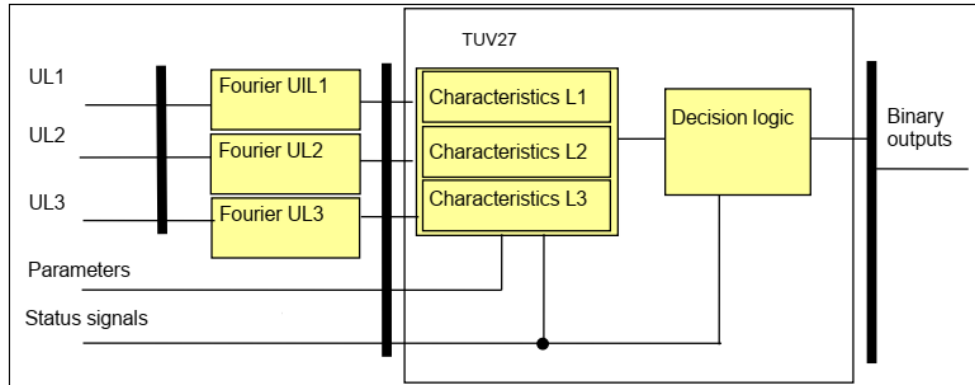 TUV27
UL1
Fourier UIL1
Characteristics L1
Decision logic
Binary
outputs
UL2
Fourier UL2
Characteristics L2
UL3
Fourier UL3
Characteristics L3
Parameters
Status signals